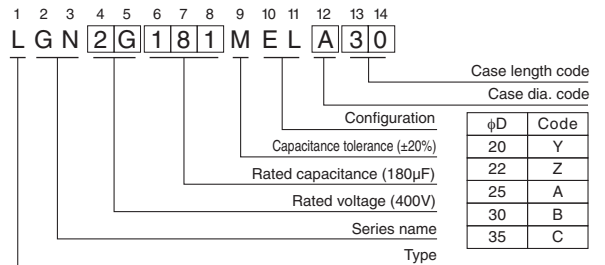 1 2 3 4 5 6 7 8 9 10 11 12 13 14
L G N 2 G 1 8 1 M E L A 3 0
Case length code
Case dia. code
Configuration
Capacitance tolerance (±20%)
Rated capacitance (180µF)
Rated voltage (400V)
Series name
Type
ϕD Code
20 Y
22 Z
25 A
30 B
35 C